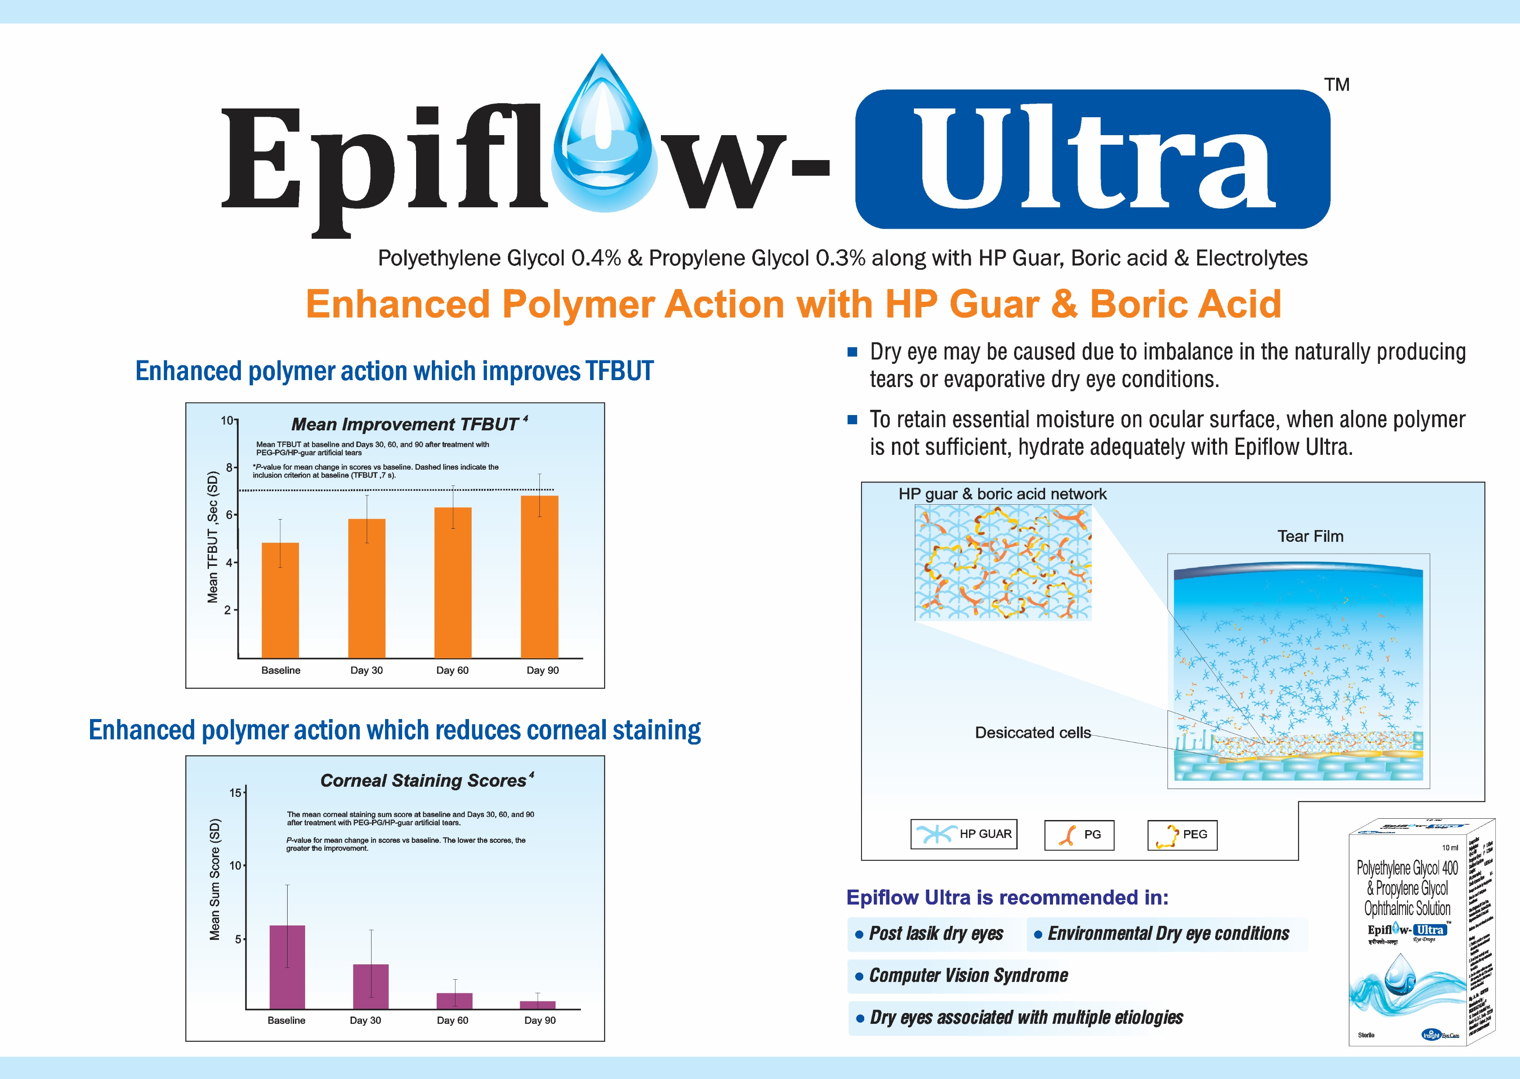 Epiflow- Ultra TM
Polyethylene Glycol 0.4% & Propylene Glycol 0.3% along with HP Guar, Boric acid & Electrolytes
Enhanced Polymer Action with HP Guar & Boric Acid
Enhanced polymer action which improves TFBUT
Mean Improvement TFBUT 4
Mean TFBUT at baseline and Days 30, 60, and 90 after treatment with
PEG-PG/HP-guar artificial tears
*P-value for mean change in scores vs baseline. Dashed lines indicate the
inclusion criterion at baseline (TFBUT ,7 s).
Mean TFBUT ,Sec (SD)
10
8
6
4
2
Baseline Day 30 Day 60 Day 90
Enhanced polymer action which reduces corneal staining
Corneal Staining Scores 4
The mean corneal staining sum score at baseline and Days 30, 60, and 90
after treatment with PEG-PG/HP-guar artificial tears.
P-value for mean change in scores vs baseline. The lower the scores, the
greater the improvement.
Mean Sum Score (SD)
15
10
5
Baseline Day 30 Day 60 Day 90
Dry eye may be caused due to imbalance in the naturally producing
tears or evaporative dry eye conditions.
To retain essential moisture on ocular surface, when alone polymer
is not sufficient, hydrate adequately with Epiflow Ultra.
HP guar & boric acid network
Tear Film
Desiccated cells
HP GUAR
PG
PEG
Epiflow Ultra is recommended in:
• Post lasik dry eyes
• Environmental Dry eye conditions
• Computer Vision Syndrome
• Dry eyes associated with multiple etiologies
10 ml
Polyethylene Glycol 400
& Propylene Glycol
Ophthalmic Solution
Epiflow- Ultra TM
Eye Drops
Sterile
Insight Eye Care